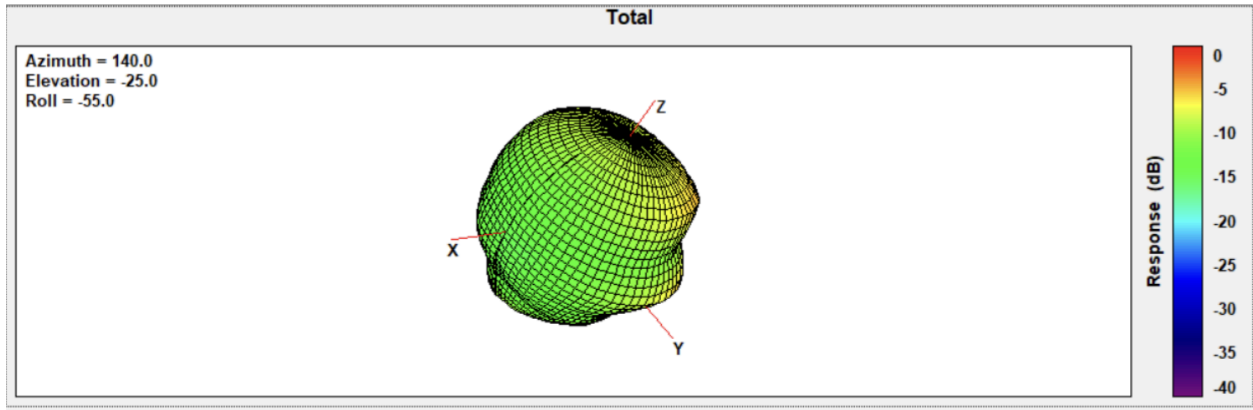 Total
Azimuth = 140.0
Elevation = -25.0
Roll = -55.0
Z
X
Y
Response (dB)
0
-5
-10
-15
-20
-25
-30
-35
-40